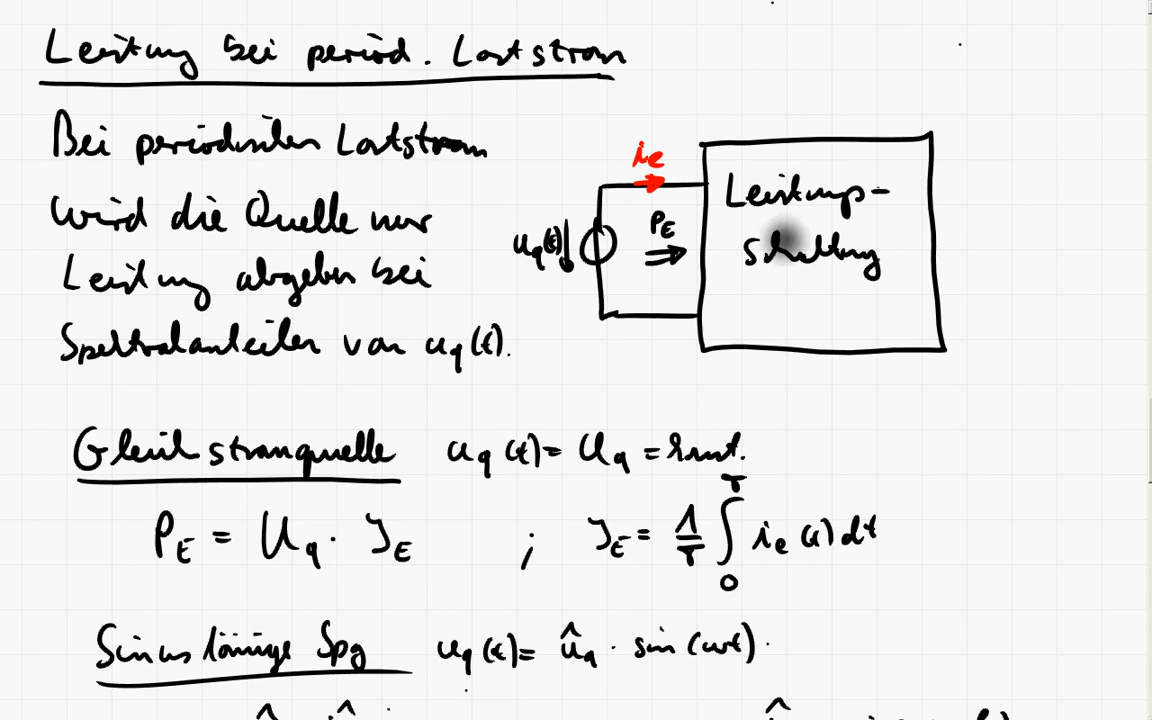 Leistung bei period. Laststrom
Bei periodischen Laststrom
wird die Quelle nur
Leistung abgeben bei
Spektralanteilen von uq(t).
ie
uq(t)
PE
Leistungs-
schaltung
Gleichstromquelle uq(t) = Uq = konst.
PE = Uq · IE ; IE = 1/T ∫₀ᵀ ie(t) dt
Sinusförmige Spg uq(t) = ûq · sin(ωt)